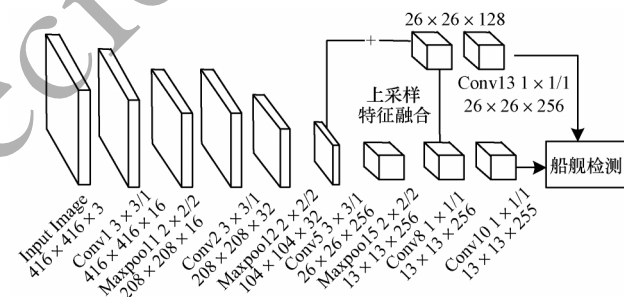 26 × 26 × 128
+
Conv13 1 × 1/1
26 × 26 × 256
上采样
特征融合
船舰检测
Input Image
416 × 416 × 3
Conv1 3 × 3/1
416 × 416 × 16
Maxpoo11 2 × 2/2
208 × 208 × 16
Conv2 3 × 3/1
208 × 208 × 32
Maxpoo12 2 × 2/2
104 × 104 × 32
Conv5 3 × 3/1
26 × 26 × 256
Maxpoo15 2 × 2/2
13 × 13 × 256
Conv8 1 × 1/1
13 × 13 × 256
Conv10 1 × 1/1
13 × 13 × 255